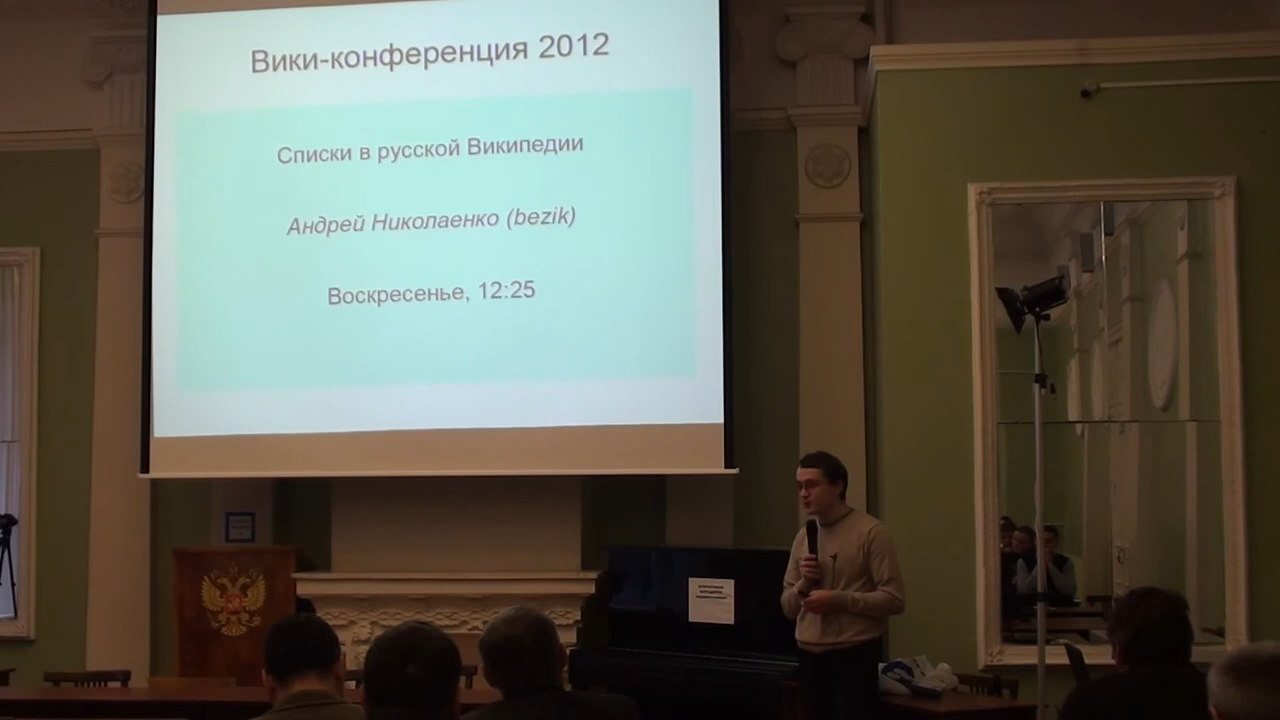 Вики-конференция 2012
Списки в русской Википедии
Андрей Николаенко (bezik)
Воскресенье, 12:25